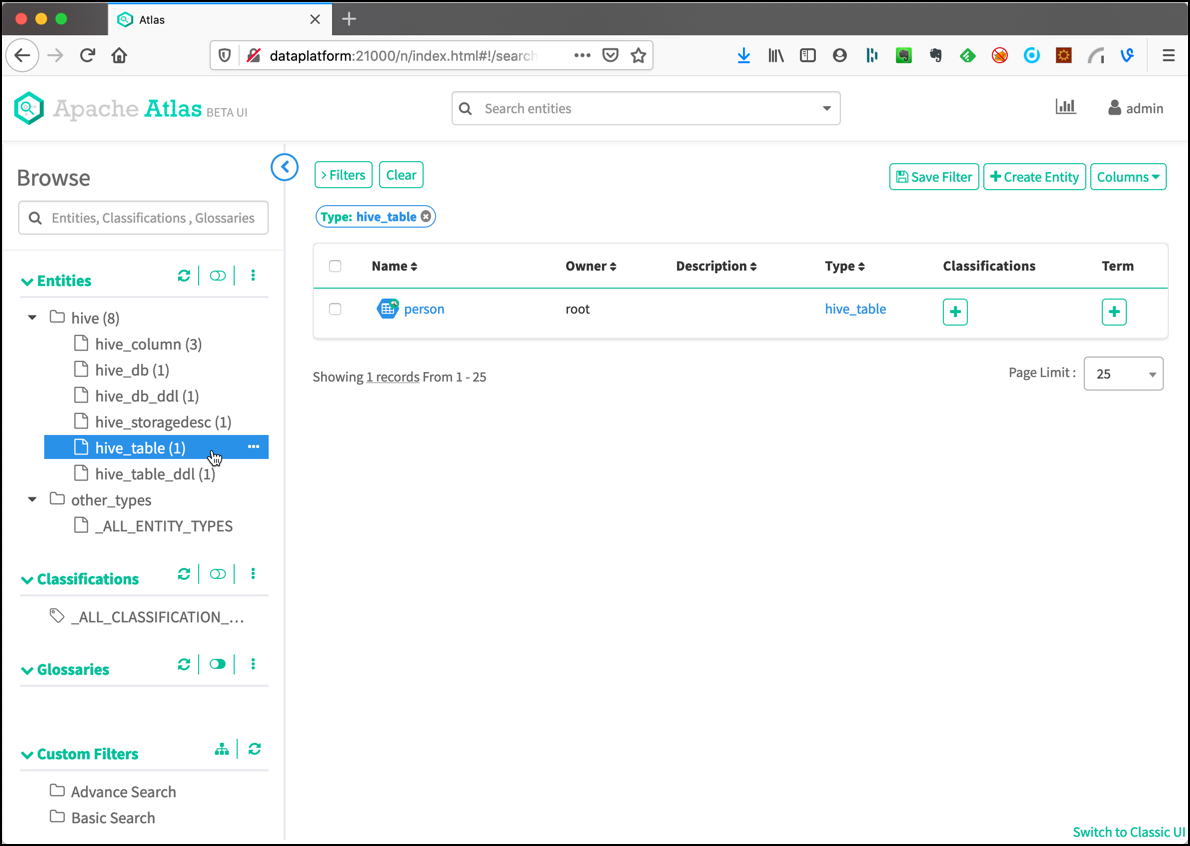 Atlas
dataplatform:21000/n/index.html#!/search
Apache Atlas BETA UI
Search entities
admin
Browse
Entities, Classifications , Glossaries
Entities
hive (8)
hive_column (3)
hive_db (1)
hive_db_ddl (1)
hive_storagedesc (1)
hive_table (1)
hive_table_ddl (1)
other_types
_ALL_ENTITY_TYPES
Classifications
_ALL_CLASSIFICATION_...
Glossaries
Custom Filters
Advance Search
Basic Search
Filters Clear
Save Filter Create Entity Columns
Type: hive_table
Name Owner Description Type Classifications Term
person root hive_table
Showing 1 records From 1 - 25
Page Limit : 25
Switch to Classic UI